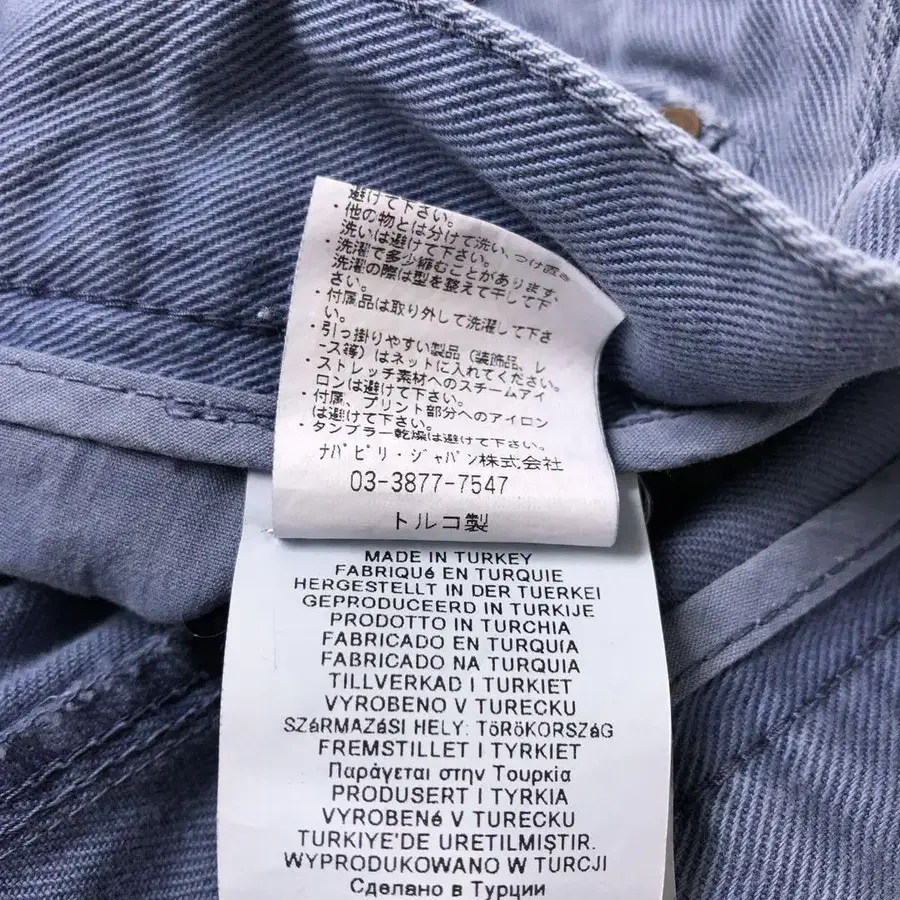 避けて下さい。
・他の物とは分けて洗い、つけ置き
洗いは避けて下さい。
・洗濯で多少縮むことがあります、
洗濯の際は型を整えて干して下
さい。
・付属品は取り外して洗濯して下さ
い。
・引っ掛りやすい製品（装飾品、レ
ース等）はネットに入れてください。
・ストレッチ素材へのスチームアイ
ロンは避けて下さい。
・付属、プリント部分へのアイロン
は避けて下さい。
・タンブラー乾燥は避けて下さい。
ナパピリ・ジャパン株式会社
03-3877-7547
トルコ製
MADE IN TURKEY
FABRIQUé EN TURQUIE
HERGESTELLT IN DER TUERKEI
GEPRODUCEERD IN TURKIJE
PRODOTTO IN TURCHIA
FABRICADO EN TURQUíA
FABRICADO NA TURQUIA
TILLVERKAD I TURKIET
VYROBENO V TURECKU
SZáRMAZáSI HELY: TöRöKORSZáG
FREMSTILLET I TYRKIET
Παράγεται στην Τουρκία
PRODUSERT I TYRKIA
VYROBENé V TURECKU
TURKIYE'DE URETILMIŞTIR.
WYPRODUKOWANO W TURCJI
Сделано в Турции